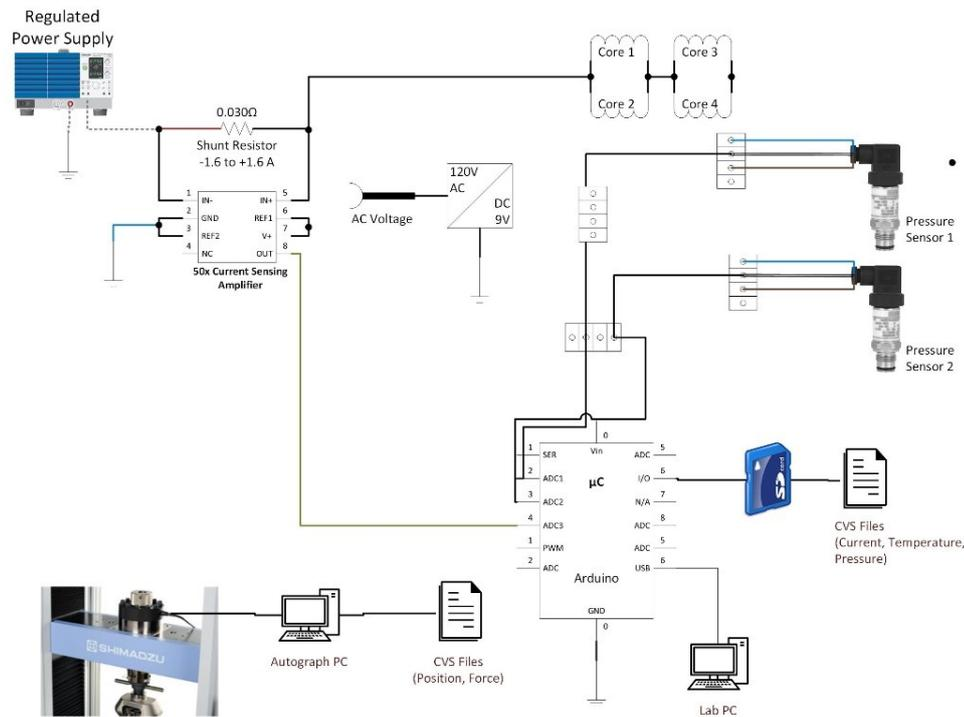 Regulated
Power Supply
0.030Ω
Shunt Resistor
-1.6 to +1.6 A
1 IN- IN+ 5
2 GND REF1 6
3 REF2 V+ 7
4 NC OUT 8
50x Current Sensing
Amplifier
AC Voltage
120V
AC
DC
9V
Core 1
Core 2
Core 3
Core 4
Pressure
Sensor 1
Pressure
Sensor 2
0
Vin
1 SER ADC 5
2 ADC1 I/O 6
µC
3 ADC2 N/A 7
4 ADC3 ADC 8
1 PWM ADC 5
2 ADC USB 6
Arduino
GND
0
SD card
CVS Files
(Current, Temperature,
Pressure)
SHIMADZU
Autograph PC
CVS Files
(Position, Force)
Lab PC